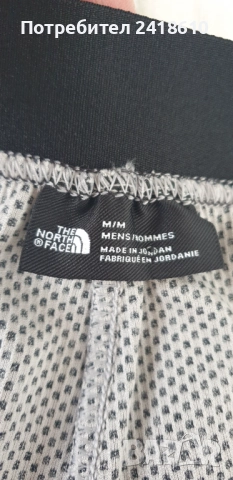 Потребител 2418610
THE
NORTH
FACE
®
M/M
MENS/HOMMES
MADE IN JORDAN
FABRIQUÉ EN JORDANIE